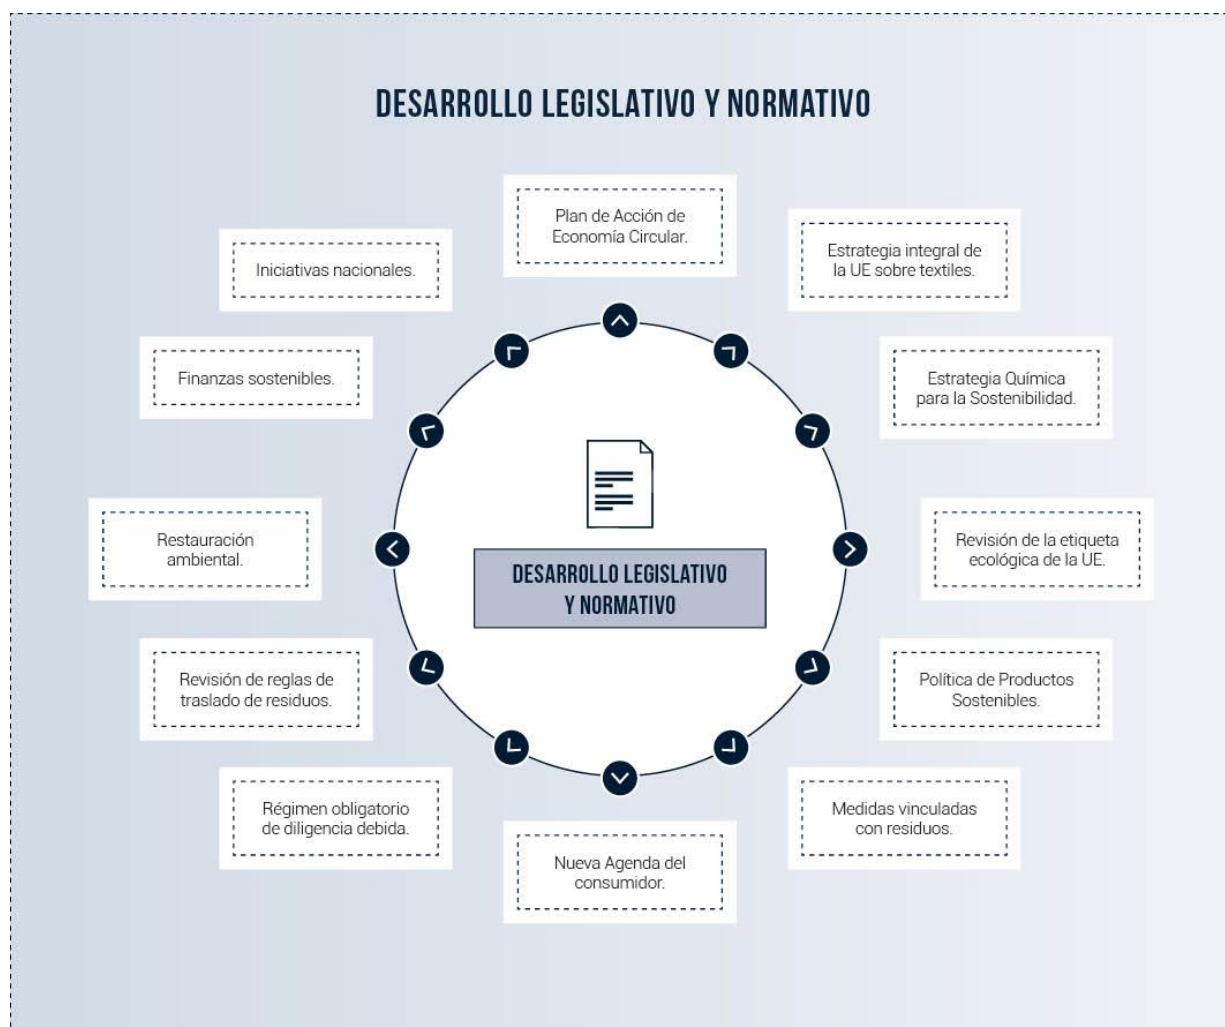 DESARROLLO LEGISLATIVO Y NORMATIVO
Plan de Acción de
Economía Circular.
Estrategia integral de
la UE sobre textiles.
Estrategia Química
para la Sostenibilidad.
Revisión de la etiqueta
ecológica de la UE.
Política de Productos
Sostenibles.
Medidas vinculadas
con residuos.
Nueva Agenda del
consumidor.
Régimen obligatorio
de diligencia debida.
Revisión de reglas de
traslado de residuos.
Restauración
ambiental.
Finanzas sostenibles.
Iniciativas nacionales.
DESARROLLO LEGISLATIVO
Y NORMATIVO